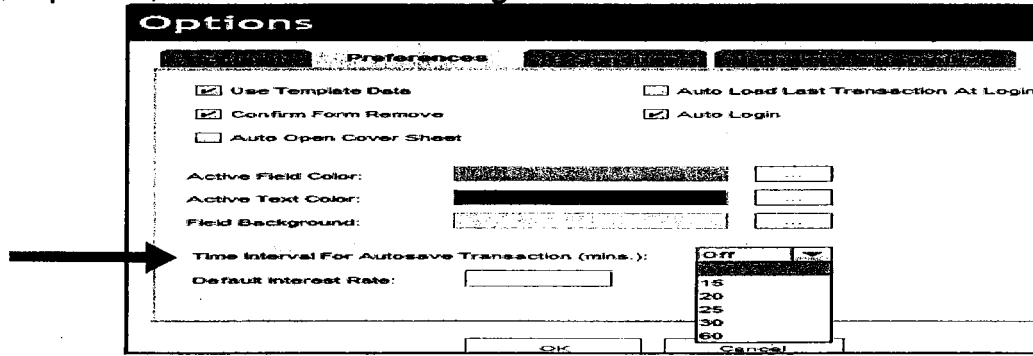 Options
Preferences
Use Template Data
Auto Load Last Transaction At Login
Confirm Form Remove
Auto Login
Auto Open Cover Sheet
Active Field Color:
...
Active Text Color:
...
Field Background:
...
Time Interval For Autosave Transaction (mins.):
Off
Default Interest Rate:
15
20
25
30
60
OK
Cancel